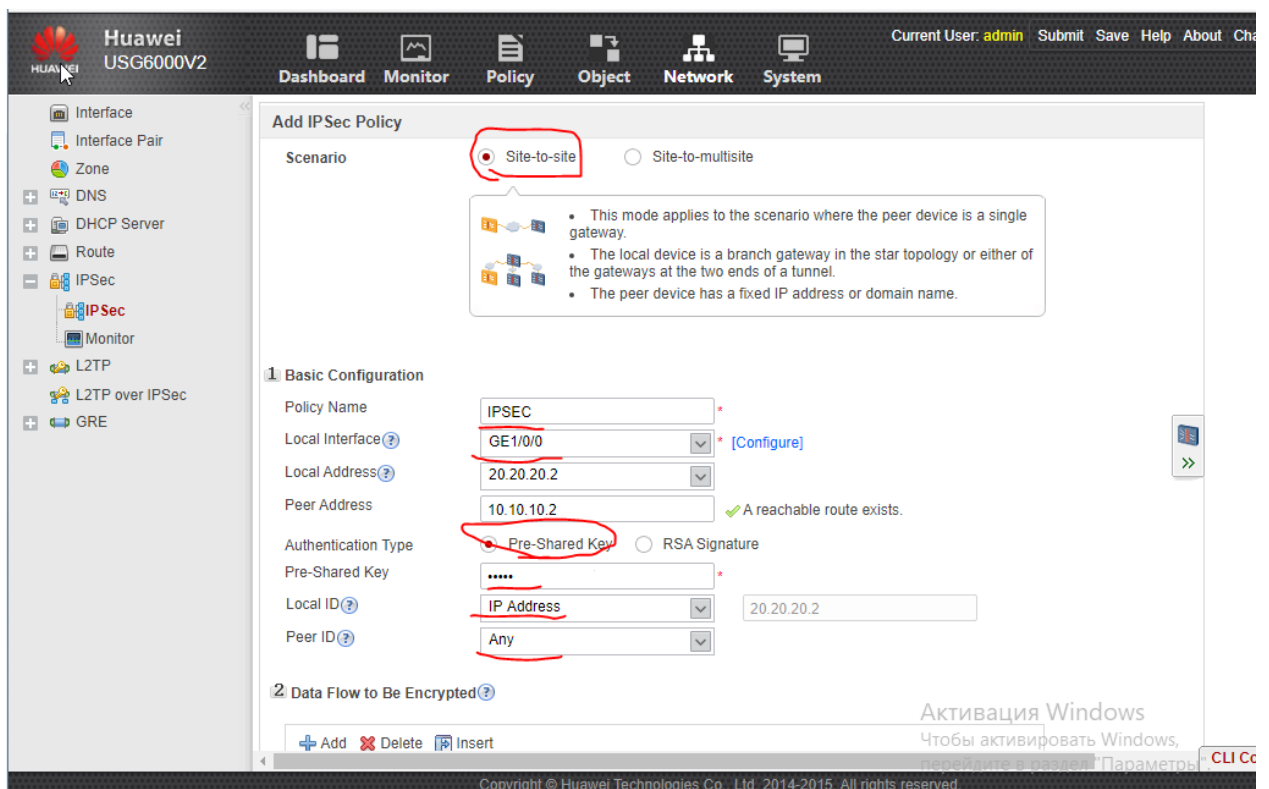 Huawei
USG6000V2
HUAWEI
Dashboard Monitor Policy Object Network System
Current User: admin Submit Save Help About Cha
Interface
Interface Pair
Zone
DNS
DHCP Server
Route
IPSec
IPSec
Monitor
L2TP
L2TP over IPSec
GRE
Add IPSec Policy
Scenario Site-to-site Site-to-multisite
• This mode applies to the scenario where the peer device is a single
gateway.
• The local device is a branch gateway in the star topology or either of
the gateways at the two ends of a tunnel.
• The peer device has a fixed IP address or domain name.
1 Basic Configuration
Policy Name IPSEC *
Local Interface GE1/0/0 * [Configure]
Local Address 20.20.20.2
Peer Address 10.10.10.2 A reachable route exists.
Authentication Type Pre-Shared Key RSA Signature
Pre-Shared Key ••••• *
Local ID IP Address 20.20.20.2
Peer ID Any
2 Data Flow to Be Encrypted
Add Delete Insert
Активация Windows
Чтобы активировать Windows,
перейдите в раздел "Параметры".
CLI Co
Copyright © Huawei Technologies Co., Ltd. 2014-2015. All rights reserved.